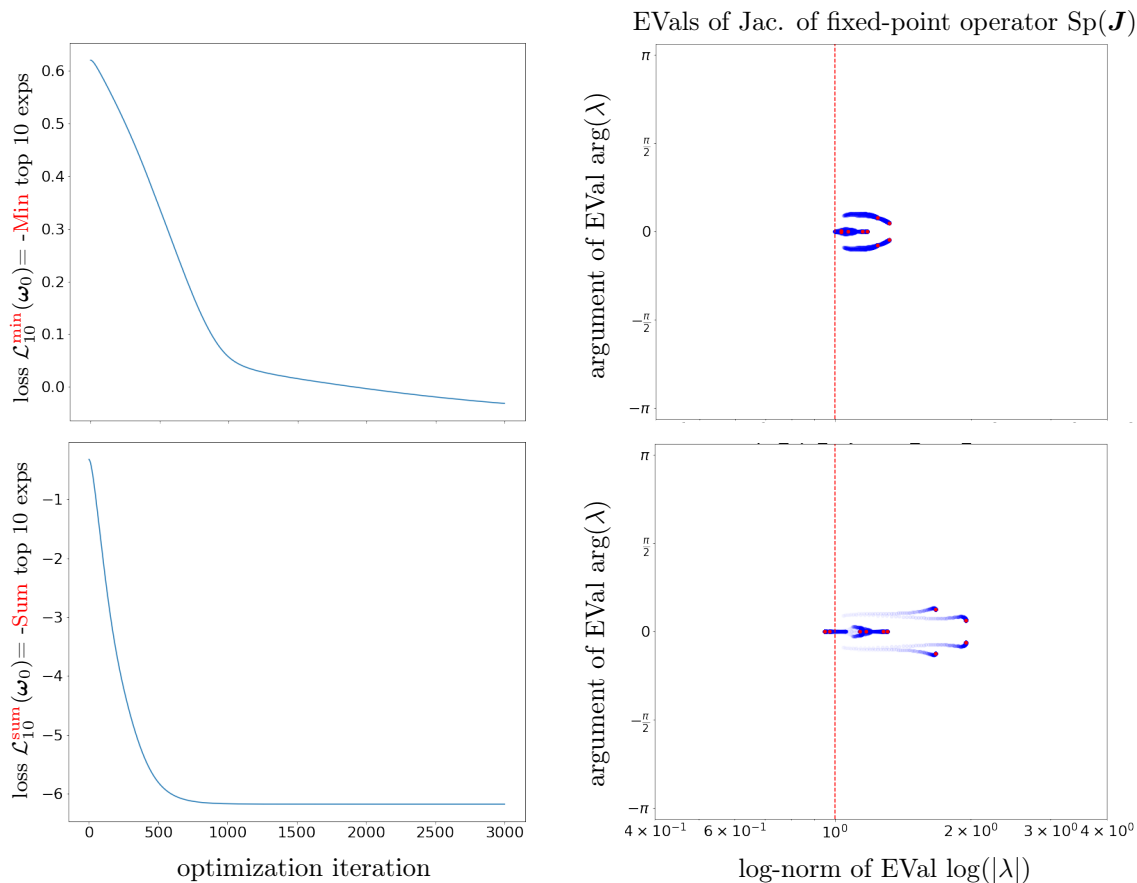 EVals of Jac. of fixed-point operator Sp(J)
loss ℒ₁₀^min(ω₀)= -Min top 10 exps
0.6
0.5
0.4
0.3
0.2
0.1
0.0
argument of EVal arg(λ)
π
π/2
0
−π/2
−π
loss ℒ₁₀^sum(ω₀)= -Sum top 10 exps
−1
−2
−3
−4
−5
−6
0
500
1000
1500
2000
2500
3000
optimization iteration
argument of EVal arg(λ)
π
π/2
0
−π/2
−π
4 × 10⁻¹
6 × 10⁻¹
10⁰
2 × 10⁰
3 × 10⁰
4 × 10⁰
log-norm of EVal log(|λ|)